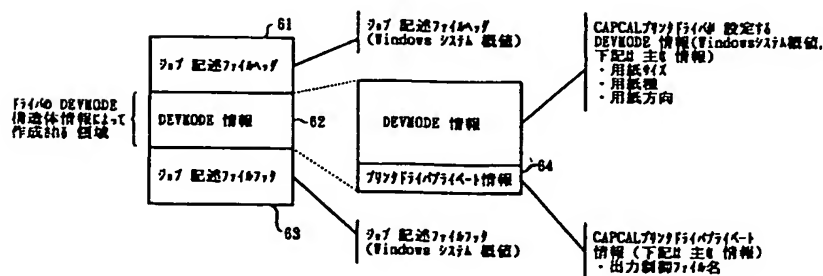 61
ジョブ 記述ファイルヘッダ
DEVMODE 情報
62
ジョブ 記述ファイルフッタ
63
ドライバの DEVMODE
構造体情報によって
作成される 領域
ジョブ 記述ファイルヘッダ
(Windows システム 概値)
DEVMODE 情報
64
プリンタドライバプライベート情報
ジョブ 記述ファイルフッタ
(Windows システム 概値)
CAPCALプリンタドライバが 設定する
DEVMODE 情報(Windowsシステム概値,
下記は 主な 情報)
・用紙サイズ
・用紙種
・用紙方向
CAPCALプリンタドライバプライベート
情報 (下記は 主な 情報)
・出力制御ファイル名